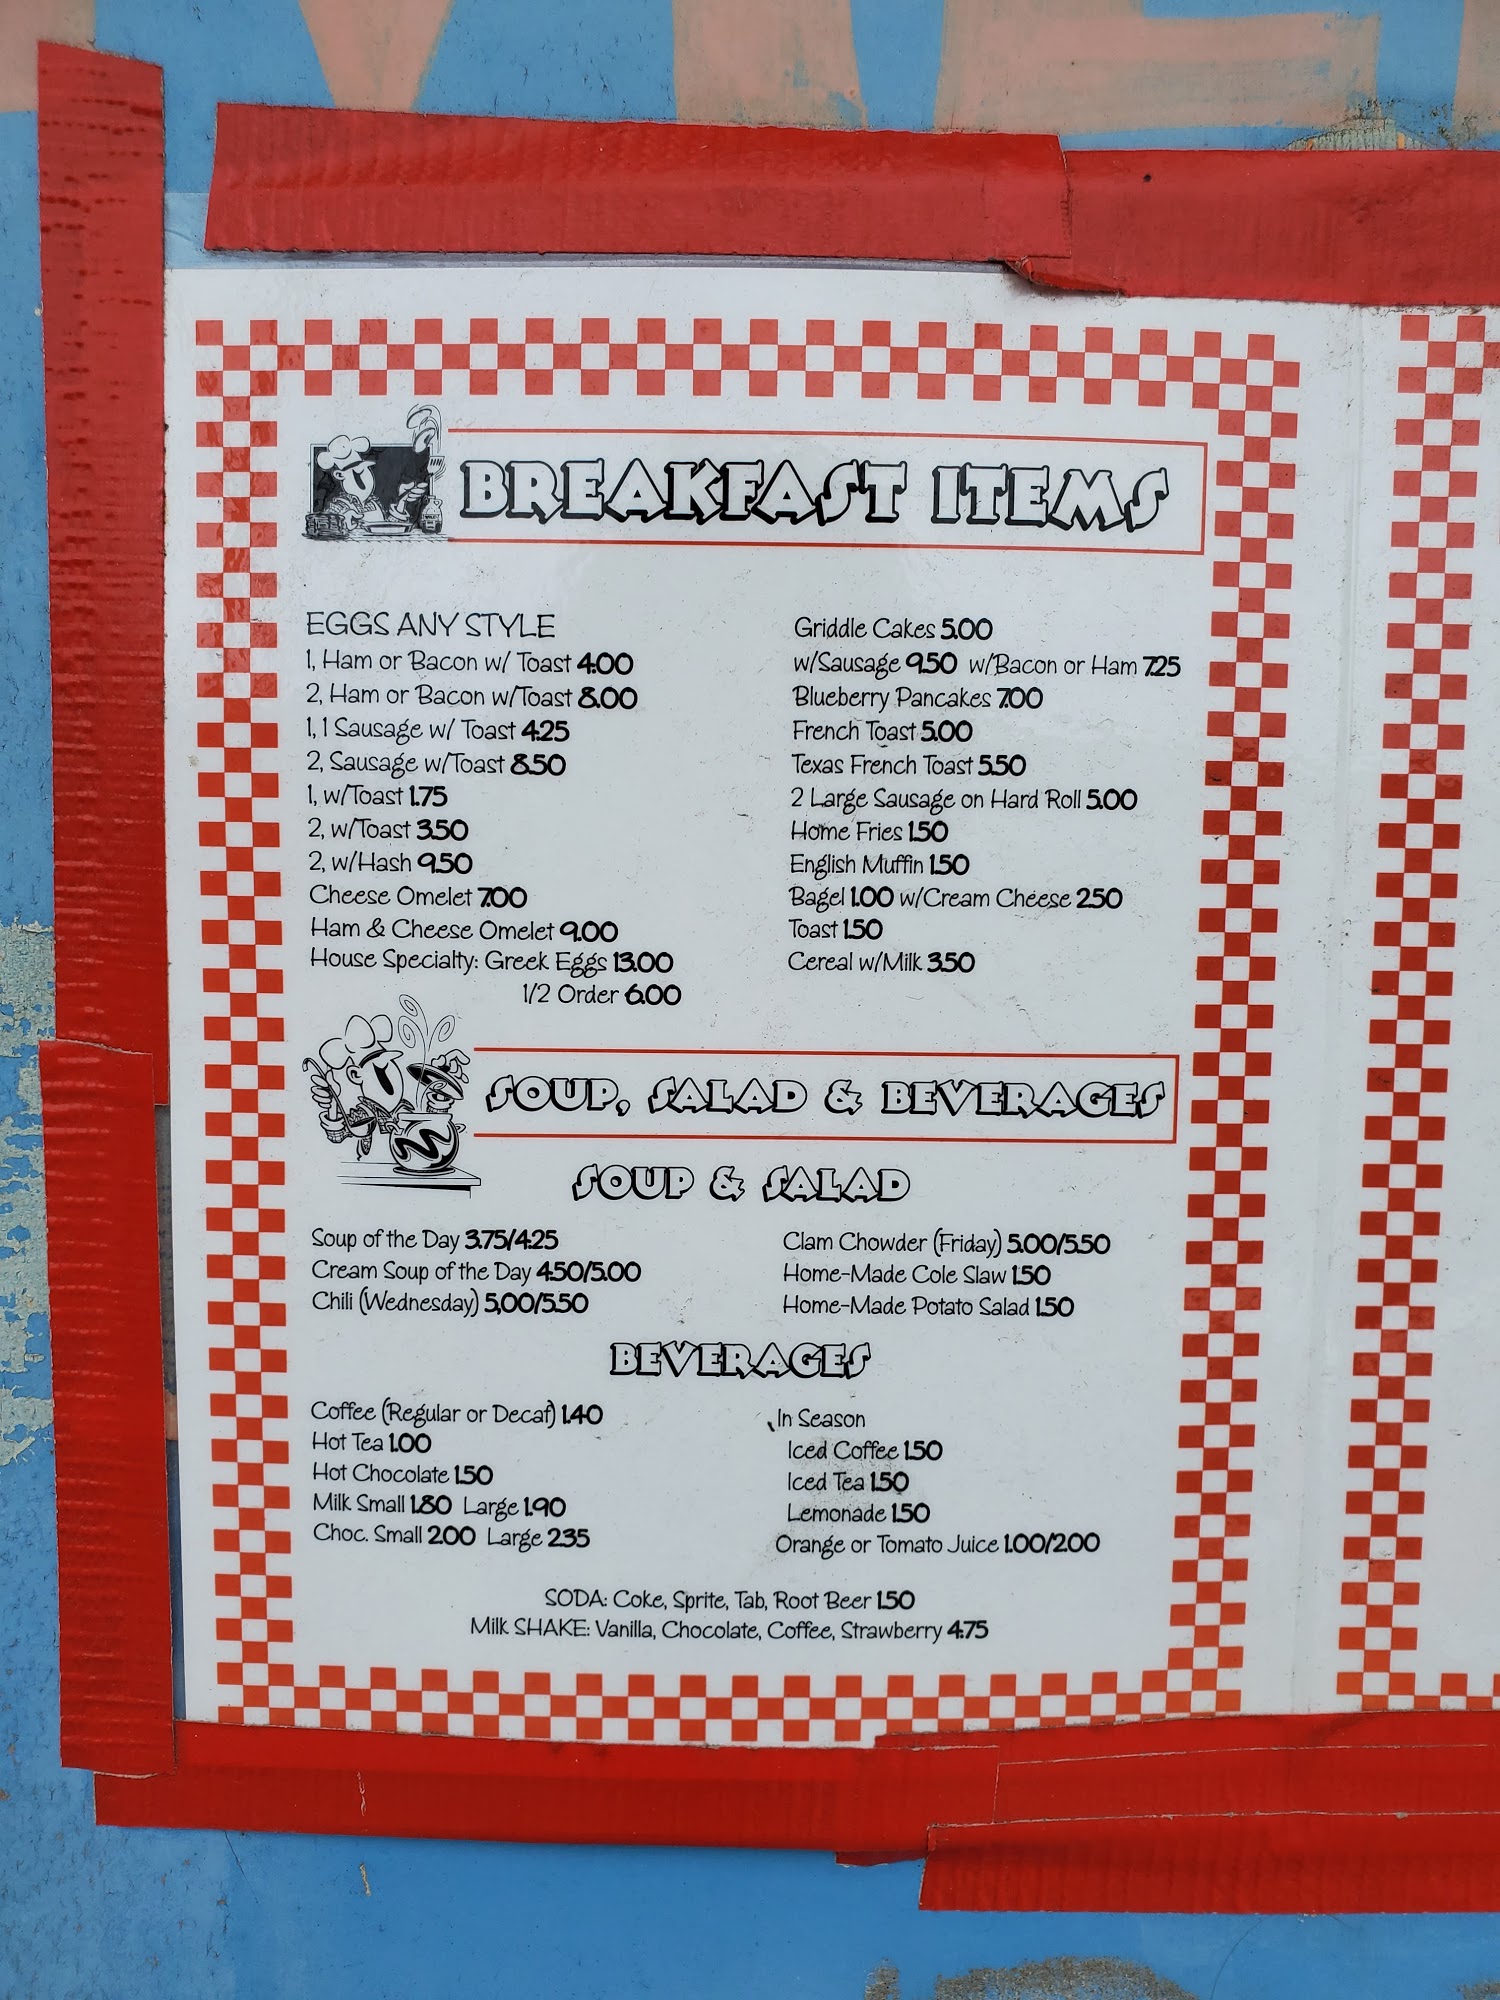 BREAKFAST ITEMS
EGGS ANY STYLE
1, Ham or Bacon w/ Toast 4.00
2, Ham or Bacon w/Toast 8.00
1, 1 Sausage w/ Toast 4.25
2, Sausage w/Toast 8.50
1, w/Toast 1.75
2, w/Toast 3.50
2, w/Hash 9.50
Cheese Omelet 7.00
Ham & Cheese Omelet 9.00
House Specialty: Greek Eggs 13.00
1/2 Order 6.00
Griddle Cakes 5.00
w/Sausage 9.50 w/Bacon or Ham 7.25
Blueberry Pancakes 7.00
French Toast 5.00
Texas French Toast 5.50
2 Large Sausage on Hard Roll 5.00
Home Fries 1.50
English Muffin 1.50
Bagel 1.00 w/Cream Cheese 2.50
Toast 1.50
Cereal w/Milk 3.50
SOUP, SALAD & BEVERAGES
SOUP & SALAD
Soup of the Day 3.75/4.25
Cream Soup of the Day 4.50/5.00
Chili (Wednesday) 5,00/5.50
Clam Chowder (Friday) 5.00/5.50
Home-Made Cole Slaw 1.50
Home-Made Potato Salad 1.50
BEVERAGES
Coffee (Regular or Decaf) 1.40
Hot Tea 1.00
Hot Chocolate 1.50
Milk Small 1.80 Large 1.90
Choc. Small 2.00 Large 2.35
In Season
Iced Coffee 1.50
Iced Tea 1.50
Lemonade 1.50
Orange or Tomato Juice 1.00/2.00
SODA: Coke, Sprite, Tab, Root Beer 1.50
Milk SHAKE: Vanilla, Chocolate, Coffee, Strawberry 4.75